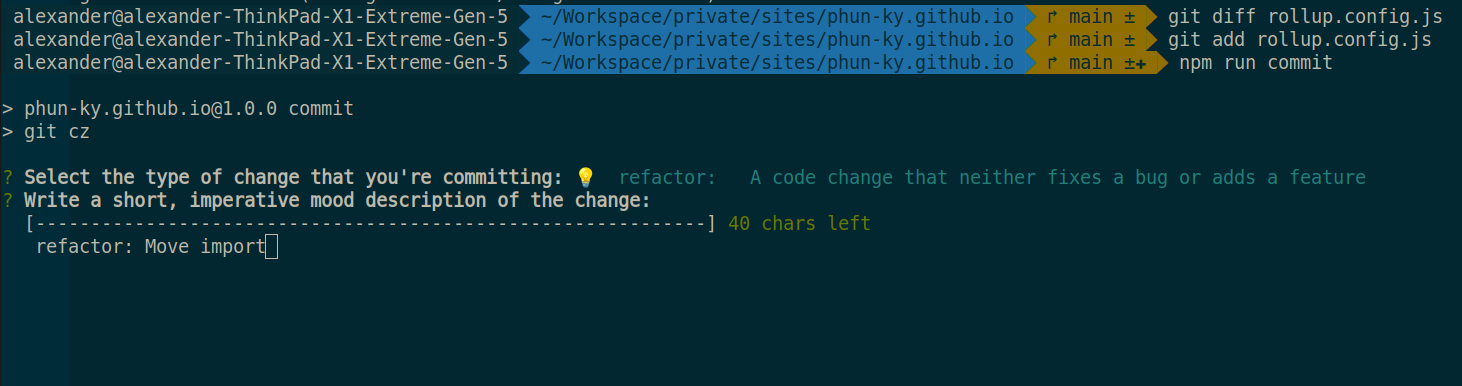 alexander@alexander-ThinkPad-X1-Extreme-Gen-5 ~/Workspace/private/sites/phun-ky.github.io ↱ main ± git diff rollup.config.js
alexander@alexander-ThinkPad-X1-Extreme-Gen-5 ~/Workspace/private/sites/phun-ky.github.io ↱ main ± git add rollup.config.js
alexander@alexander-ThinkPad-X1-Extreme-Gen-5 ~/Workspace/private/sites/phun-ky.github.io ↱ main ±✚ npm run commit
> phun-ky.github.io@1.0.0 commit
> git cz
? Select the type of change that you're committing: 💡 refactor: A code change that neither fixes a bug or adds a feature
? Write a short, imperative mood description of the change:
[-------------------------------------------------------------] 40 chars left
refactor: Move import